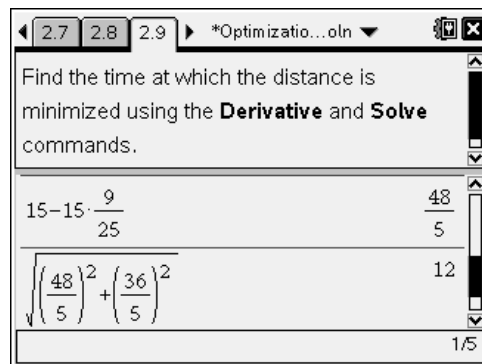 2.7 2.8 2.9 *Optimizatio...oln
Find the time at which the distance is
minimized using the Derivative and Solve
commands.
15−15·9/25 48/5
√((48/5)²+(36/5)²) 12
1/5